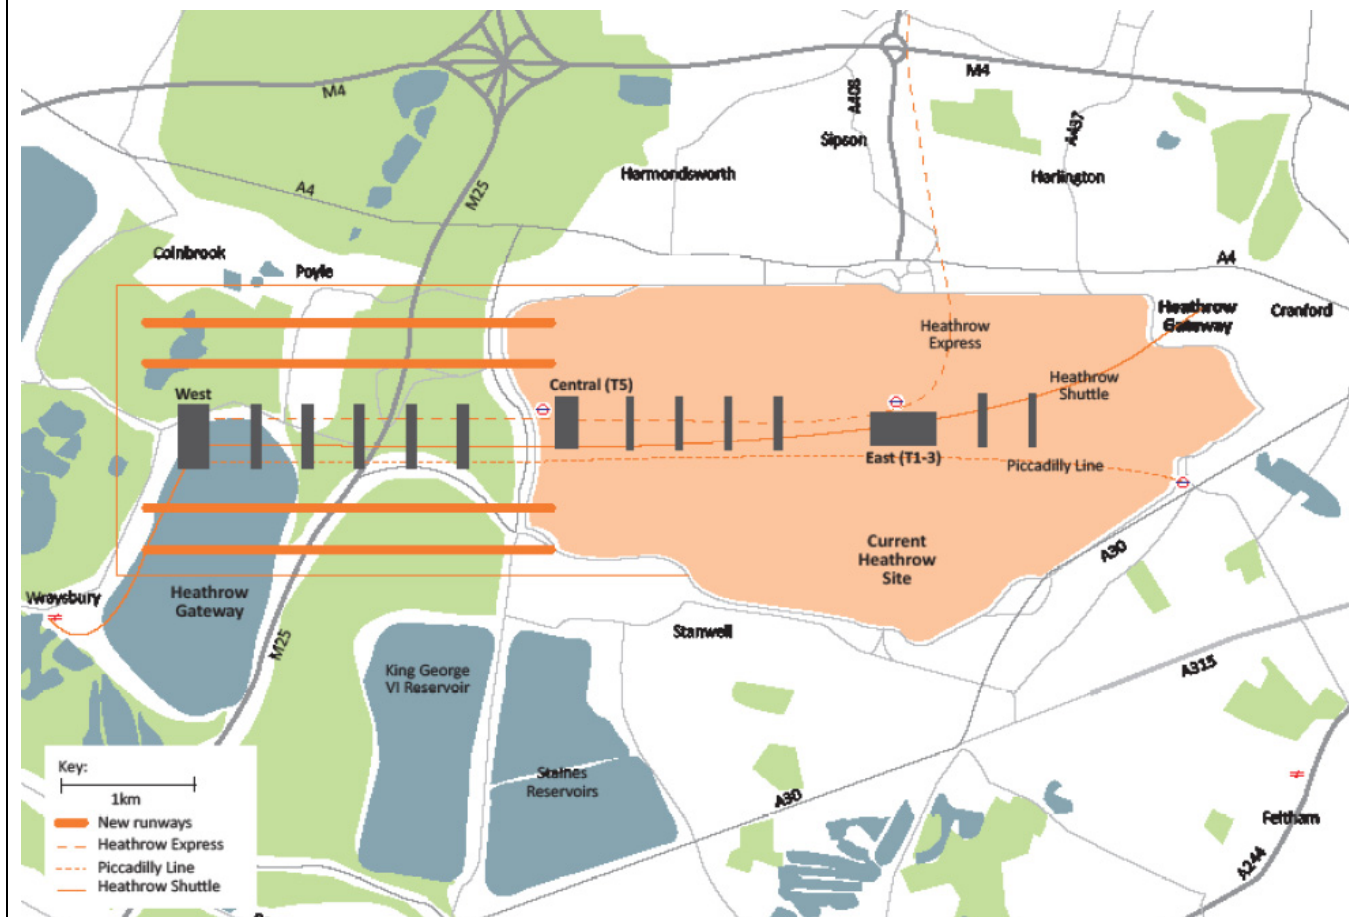 M4
M4
A408
Sipson
A437
Harmondsworth
Harlington
A4
M25
Colnbrook
Poyle
A4
Heathrow
Gateway
Cranford
Heathrow
Express
Heathrow
Shuttle
West
Central (T5)
East (T1-3)
Piccadilly Line
Current
Heathrow
Site
A30
Wraysbury
Heathrow
Gateway
M25
Stanwell
King George
VI Reservoir
A315
Staines
Reservoirs
A30
Feltham
A244
Key:
1km
New runways
Heathrow Express
Piccadilly Line
Heathrow Shuttle